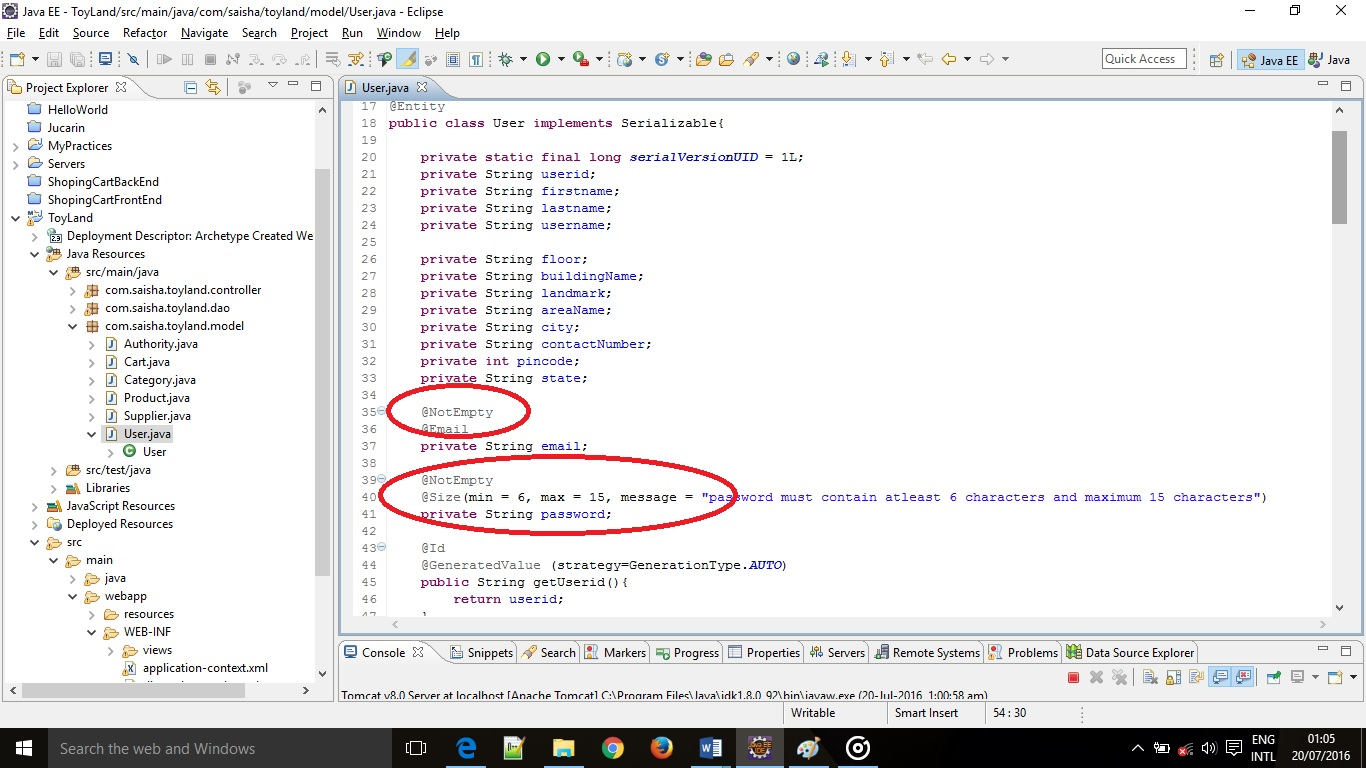 Java EE - ToyLand/src/main/java/com/saisha/toyland/model/User.java - Eclipse
File Edit Source Refactor Navigate Search Project Run Window Help
Quick Access Java EE Java
Project Explorer
HelloWorld
Jucarin
MyPractices
Servers
ShopingCartBackEnd
ShopingCartFrontEnd
ToyLand
Deployment Descriptor: Archetype Created We
Java Resources
src/main/java
com.saisha.toyland.controller
com.saisha.toyland.dao
com.saisha.toyland.model
Authority.java
Cart.java
Category.java
Product.java
Supplier.java
User.java
User
src/test/java
Libraries
JavaScript Resources
Deployed Resources
src
main
java
webapp
resources
WEB-INF
views
application-context.xml
User.java
17 @Entity
18 public class User implements Serializable{
19
20 private static final long serialVersionUID = 1L;
21 private String userid;
22 private String firstname;
23 private String lastname;
24 private String username;
25
26 private String floor;
27 private String buildingName;
28 private String landmark;
29 private String areaName;
30 private String city;
31 private String contactNumber;
32 private int pincode;
33 private String state;
34
35 @NotEmpty
36 @Email
37 private String email;
38
39 @NotEmpty
40 @Size(min = 6, max = 15, message = "password must contain atleast 6 characters and maximum 15 characters")
41 private String password;
42
43 @Id
44 @GeneratedValue (strategy=GenerationType.AUTO)
45 public String getUserid(){
46 return userid;
Console Snippets Search Markers Progress Properties Servers Remote Systems Problems Data Source Explorer
Tomcat v8.0 Server at localhost [Apache Tomcat] C:\Program Files\Java\jdk1.8.0_92\bin\javaw.exe (20-Jul-2016 1:00:58 am)
Writable Smart Insert 54 : 30
Search the web and Windows
ENG
INTL
01:05
20/07/2016